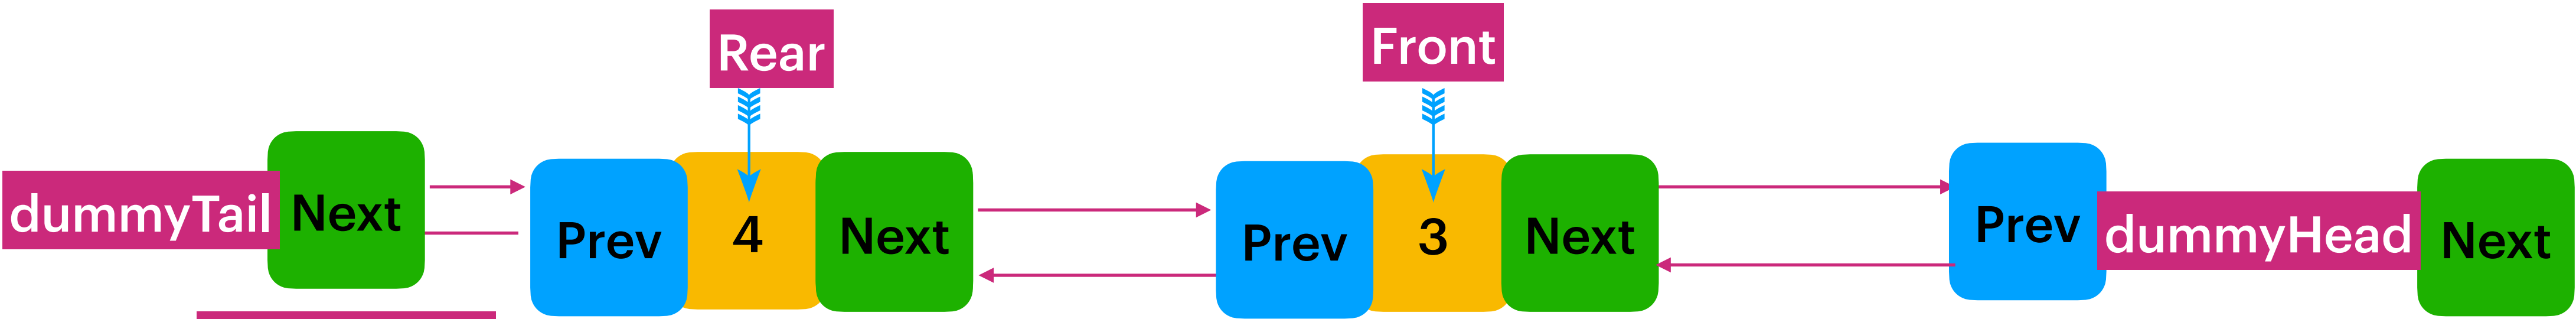 Rear
Front
dummyTail
Next
Prev
4
Next
Prev
3
Next
Prev
dummyHead
Next